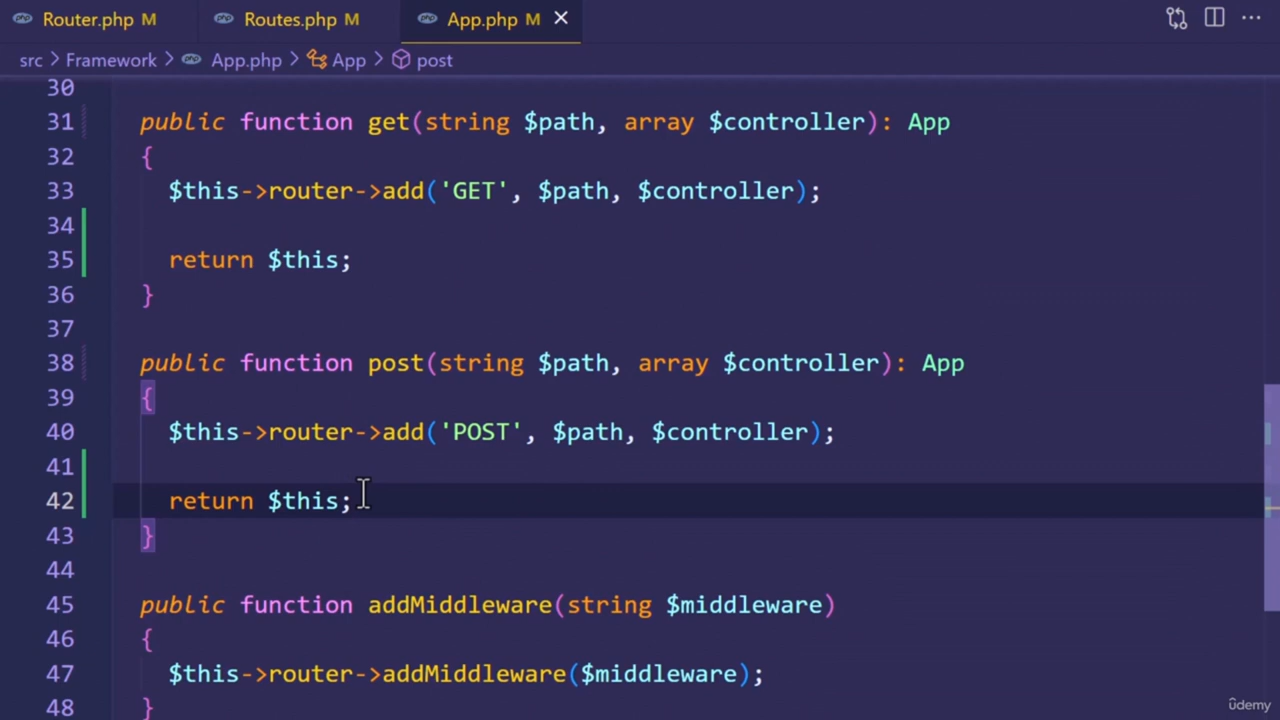 Router.php M Routes.php M App.php M
src > Framework > App.php > App > post
30
31 public function get(string $path, array $controller): App
32 {
33 $this->router->add('GET', $path, $controller);
34
35 return $this;
36 }
37
38 public function post(string $path, array $controller): App
39 {
40 $this->router->add('POST', $path, $controller);
41
42 return $this;
43 }
44
45 public function addMiddleware(string $middleware)
46 {
47 $this->router->addMiddleware($middleware);
48 }
ûdemy